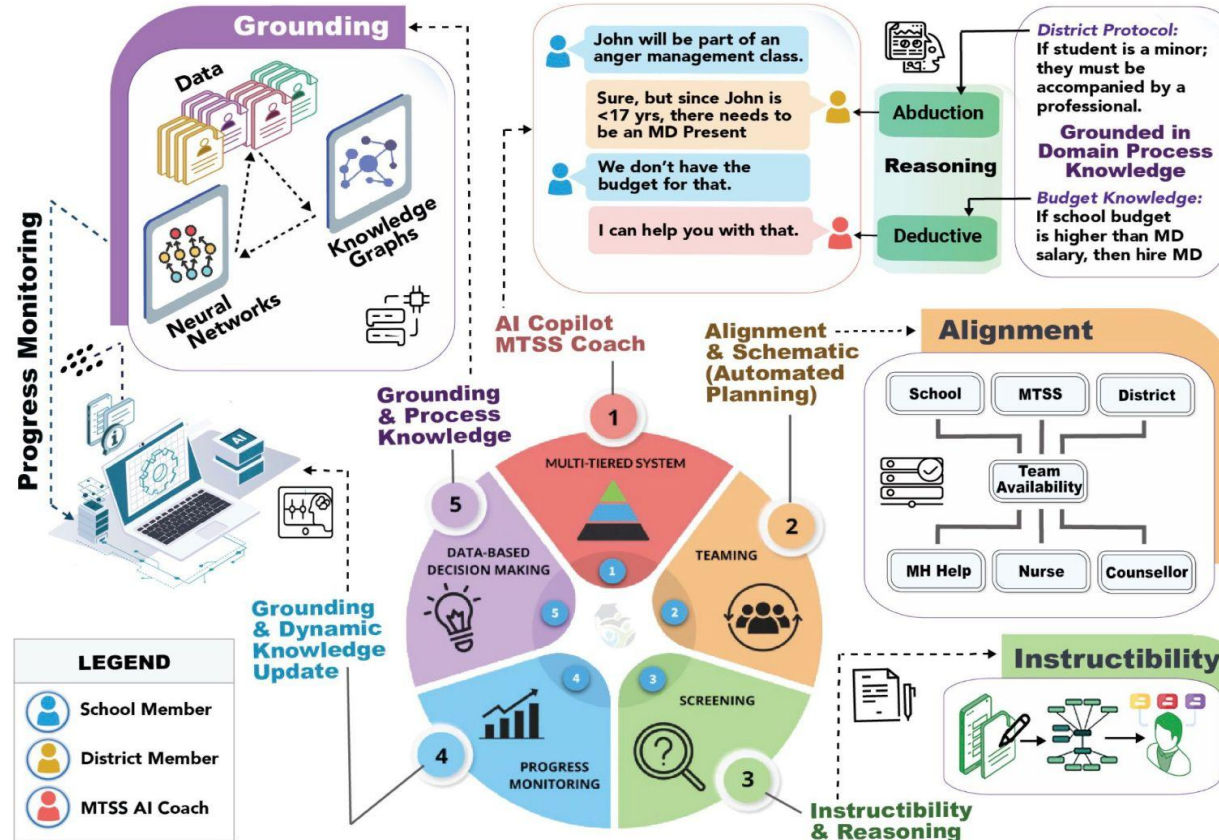 Grounding
Data
Knowledge
Graphs
Neural
Networks
Progress Monitoring
AI
John will be part of an
anger management class.
Sure, but since John is
<17 yrs, there needs to
be an MD Present
We don't have the
budget for that.
I can help you with that.
Abduction
Reasoning
Deductive
District Protocol:
If student is a minor;
they must be
accompanied by a
professional.
Grounded in
Domain Process
Knowledge
Budget Knowledge:
If school budget
is higher than MD
salary, then hire MD
AI Copilot
MTSS Coach
Alignment
& Schematic
(Automated
Planning)
Grounding
& Process
Knowledge
Grounding
& Dynamic
Knowledge
Update
Instructibility
& Reasoning
1
MULTI-TIERED SYSTEM
1
2
TEAMING
2
3
SCREENING
3
4
PROGRESS
MONITORING
4
5
DATA-BASED
DECISION MAKING
5
Alignment
School
MTSS
District
Team
Availability
MH Help
Nurse
Counsellor
Instructibility
LEGEND
School Member
District Member
MTSS AI Coach